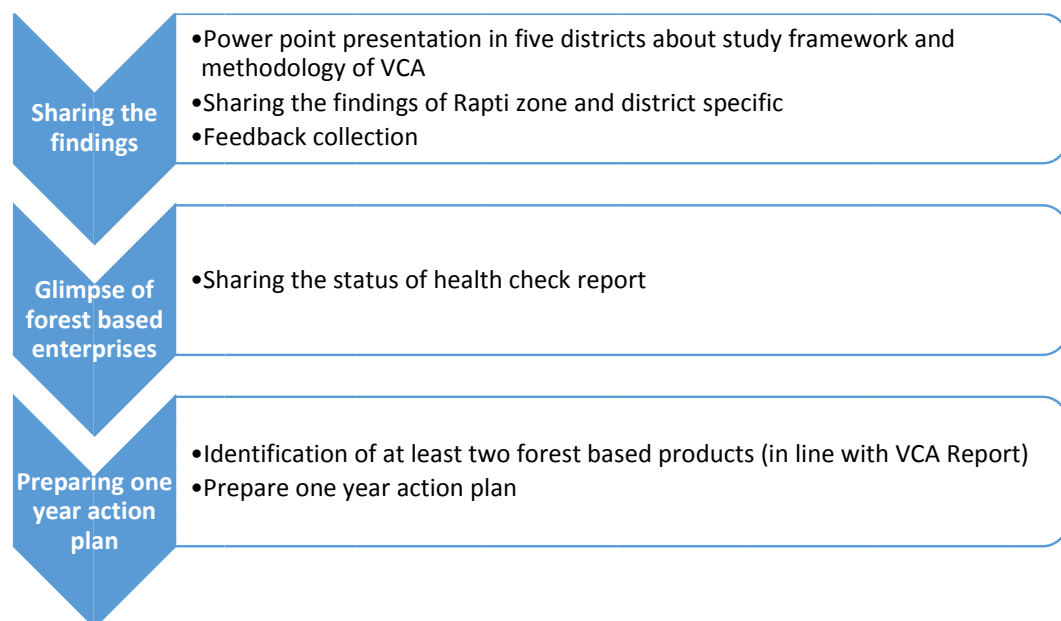 Sharing the
findings
•Power point presentation in five districts about study framework and
methodology of VCA
•Sharing the findings of Rapti zone and district specific
•Feedback collection
Glimpse of
forest based
enterprises
•Sharing the status of health check report
Preparing one
year action
plan
•Identification of at least two forest based products (in line with VCA Report)
•Prepare one year action plan